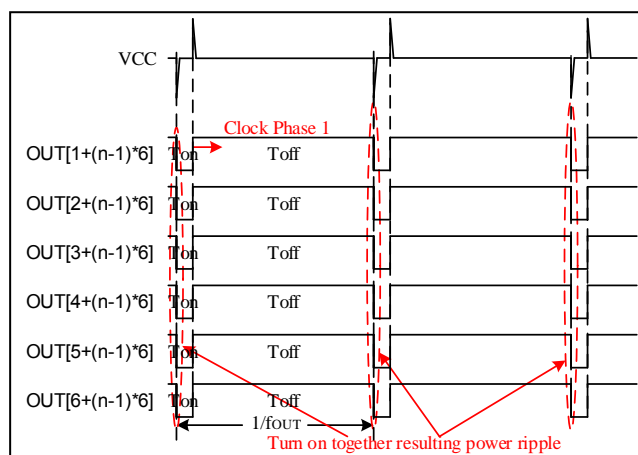 VCC
Clock Phase 1
OUT[1+(n-1)*6] Ton Toff
OUT[2+(n-1)*6] Ton Toff
OUT[3+(n-1)*6] Ton Toff
OUT[4+(n-1)*6] Ton Toff
OUT[5+(n-1)*6] Ton Toff
OUT[6+(n-1)*6] Ton Toff
1/fOUT
Turn on together resulting power ripple